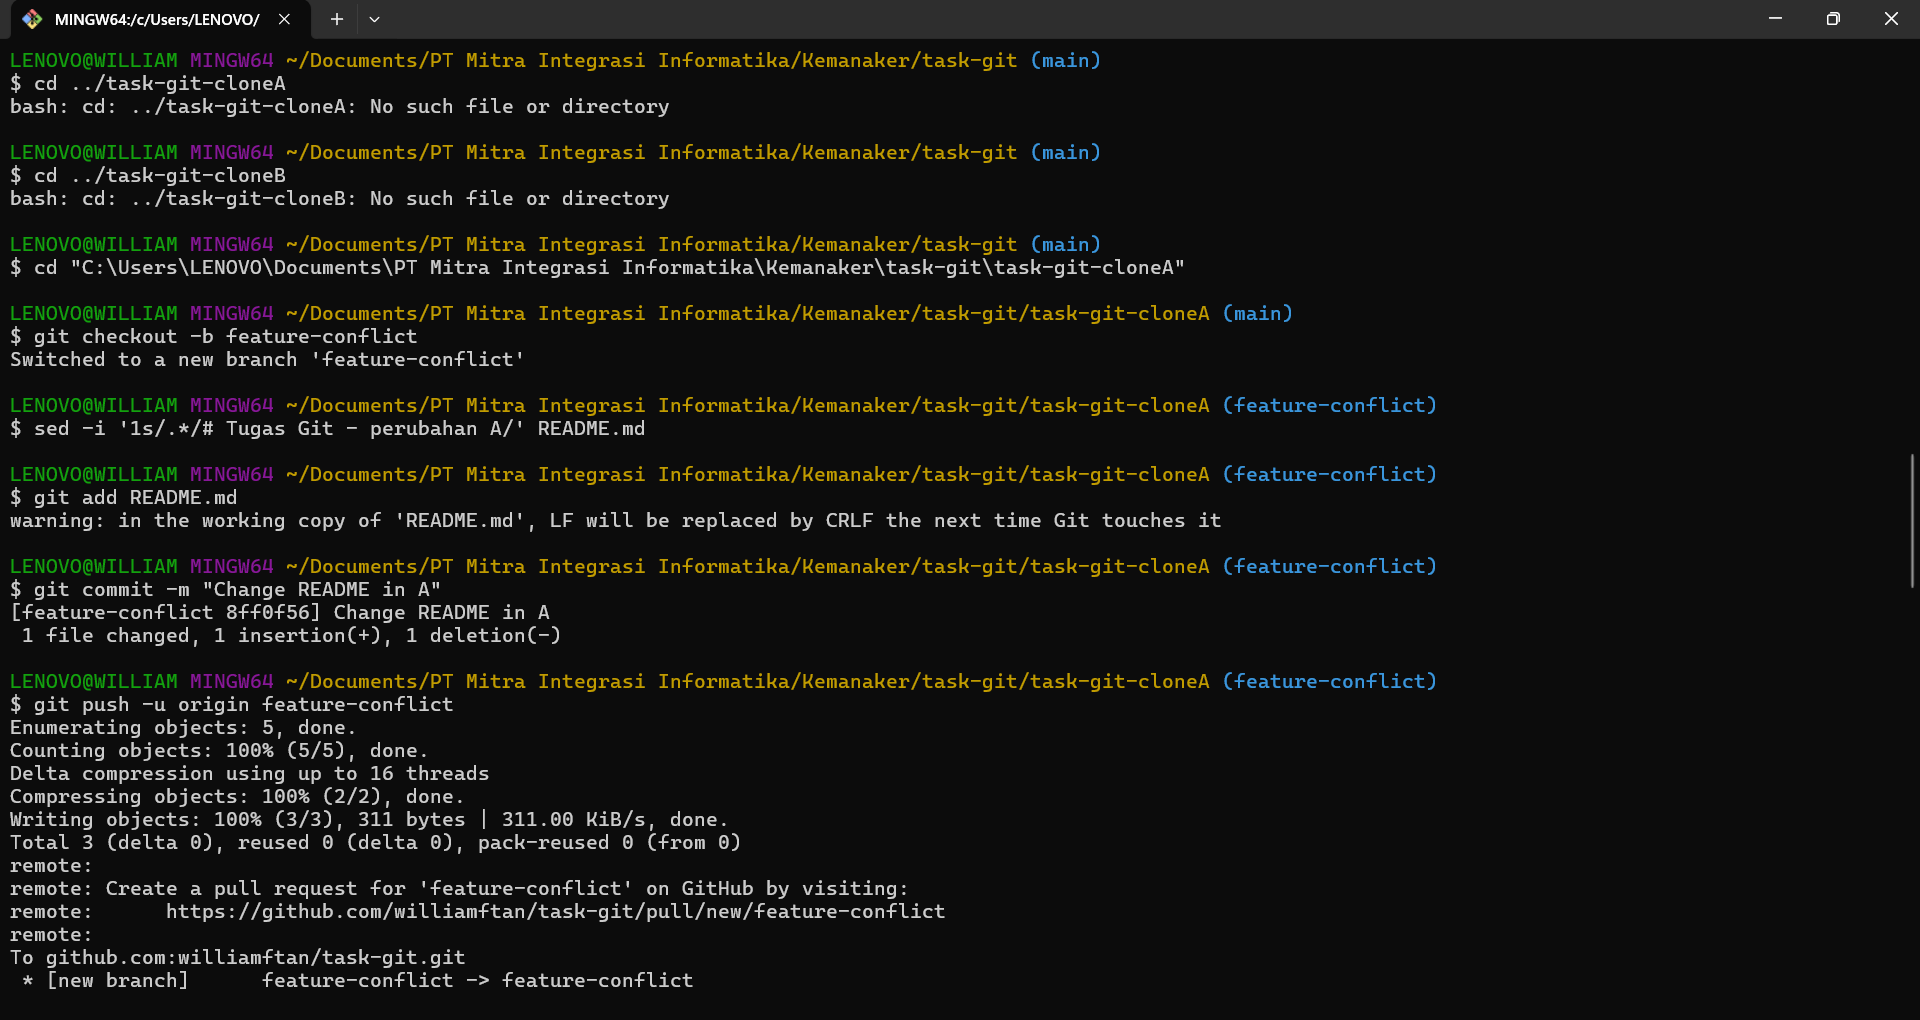 MINGW64:/c/Users/LENOVO/
LENOVO@WILLIAM MINGW64 ~/Documents/PT Mitra Integrasi Informatika/Kemanaker/task-git (main)
$ cd ../task-git-cloneA
bash: cd: ../task-git-cloneA: No such file or directory
LENOVO@WILLIAM MINGW64 ~/Documents/PT Mitra Integrasi Informatika/Kemanaker/task-git (main)
$ cd ../task-git-cloneB
bash: cd: ../task-git-cloneB: No such file or directory
LENOVO@WILLIAM MINGW64 ~/Documents/PT Mitra Integrasi Informatika/Kemanaker/task-git (main)
$ cd "C:\Users\LENOVO\Documents\PT Mitra Integrasi Informatika\Kemanaker\task-git\task-git-cloneA"
LENOVO@WILLIAM MINGW64 ~/Documents/PT Mitra Integrasi Informatika/Kemanaker/task-git/task-git-cloneA (main)
$ git checkout -b feature-conflict
Switched to a new branch 'feature-conflict'
LENOVO@WILLIAM MINGW64 ~/Documents/PT Mitra Integrasi Informatika/Kemanaker/task-git/task-git-cloneA (feature-conflict)
$ sed -i '1s/.*/# Tugas Git - perubahan A/' README.md
LENOVO@WILLIAM MINGW64 ~/Documents/PT Mitra Integrasi Informatika/Kemanaker/task-git/task-git-cloneA (feature-conflict)
$ git add README.md
warning: in the working copy of 'README.md', LF will be replaced by CRLF the next time Git touches it
LENOVO@WILLIAM MINGW64 ~/Documents/PT Mitra Integrasi Informatika/Kemanaker/task-git/task-git-cloneA (feature-conflict)
$ git commit -m "Change README in A"
[feature-conflict 8ff0f56] Change README in A
1 file changed, 1 insertion(+), 1 deletion(-)
LENOVO@WILLIAM MINGW64 ~/Documents/PT Mitra Integrasi Informatika/Kemanaker/task-git/task-git-cloneA (feature-conflict)
$ git push -u origin feature-conflict
Enumerating objects: 5, done.
Counting objects: 100% (5/5), done.
Delta compression using up to 16 threads
Compressing objects: 100% (2/2), done.
Writing objects: 100% (3/3), 311 bytes | 311.00 KiB/s, done.
Total 3 (delta 0), reused 0 (delta 0), pack-reused 0 (from 0)
remote:
remote: Create a pull request for 'feature-conflict' on GitHub by visiting:
remote:      https://github.com/williamftan/task-git/pull/new/feature-conflict
remote:
To github.com:williamftan/task-git.git
* [new branch]      feature-conflict -> feature-conflict